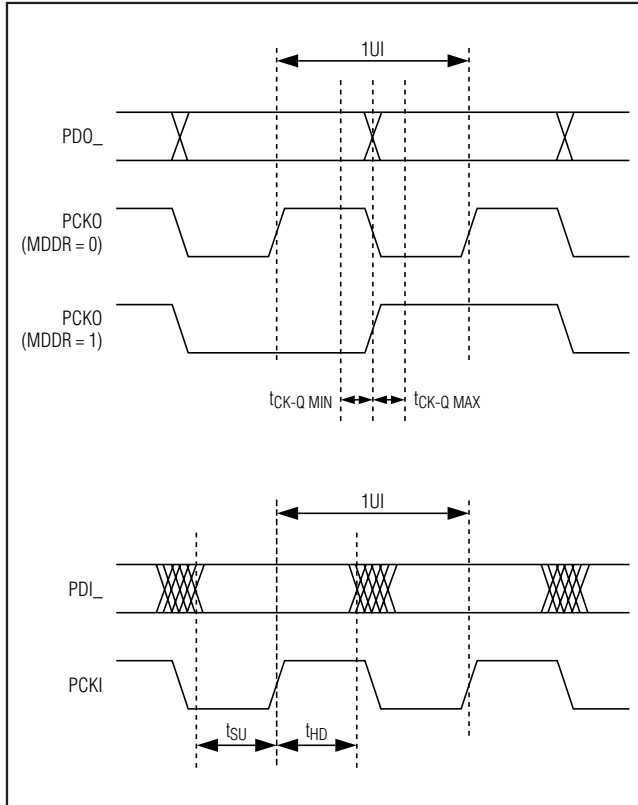 1UI
PDO_
PCKO
(MDDR = 0)
PCKO
(MDDR = 1)
tCK-Q MIN
tCK-Q MAX
1UI
PDI_
PCKI
tSU
tHD